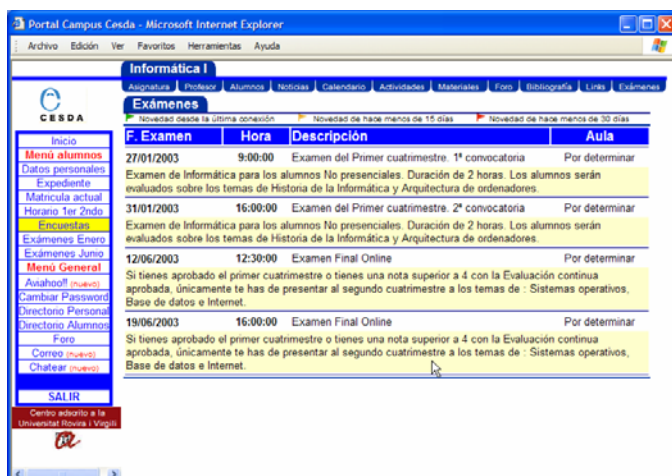 Portal Campus Cesda - Microsoft Internet Explorer
Archivo Edición Ver Favoritos Herramientas Ayuda
Informática I
Asignatura Profesor Alumnos Noticias Calendario Actividades Materiales Foro Bibliografía Links Exámenes
Exámenes
Novedad desde la última conexión Novedad de hace menos de 15 días Novedad de hace menos de 30 días
CESDA
Inicio
Menú alumnos
Datos personales
Expediente
Matricula actual
Horario 1er 2ndo
Encuestas
Exámenes Enero
Exámenes Junio
Menú General
Aviahoo!! (nuevo)
Cambiar Password
Directorio Personal
Directorio Alumnos
Foro
Correo (nuevo)
Chatear (nuevo)
SALIR
Centro adscrito a la
Universitat Rovira i Virgili
F. Examen Hora Descripción Aula
27/01/2003 9:00:00 Examen del Primer cuatrimestre. 1ª convocatoria Por determinar
Examen de Informática para los alumnos No presenciales. Duración de 2 horas. Los alumnos serán
evaluados sobre los temas de Historia de la Informática y Arquitectura de ordenadores.
31/01/2003 16:00:00 Examen del Primer cuatrimestre. 2ª convocatoria Por determinar
Examen de Informática para los alumnos No presenciales. Duración de 2 horas. Los alumnos serán
evaluados sobre los temas de Historia de la Informática y Arquitectura de ordenadores.
12/06/2003 12:30:00 Examen Final Online Por determinar
Si tienes aprobado el primer cuatrimestre o tienes una nota superior a 4 con la Evaluación continua
aprobada, únicamente te has de presentar al segundo cuatrimestre a los temas de : Sistemas operativos,
Base de datos e Internet.
19/06/2003 16:00:00 Examen Final Online Por determinar
Si tienes aprobado el primer cuatrimestre o tienes una nota superior a 4 con la Evaluación continua
aprobada, únicamente te has de presentar al segundo cuatrimestre a los temas de : Sistemas operativos,
Base de datos e Internet.